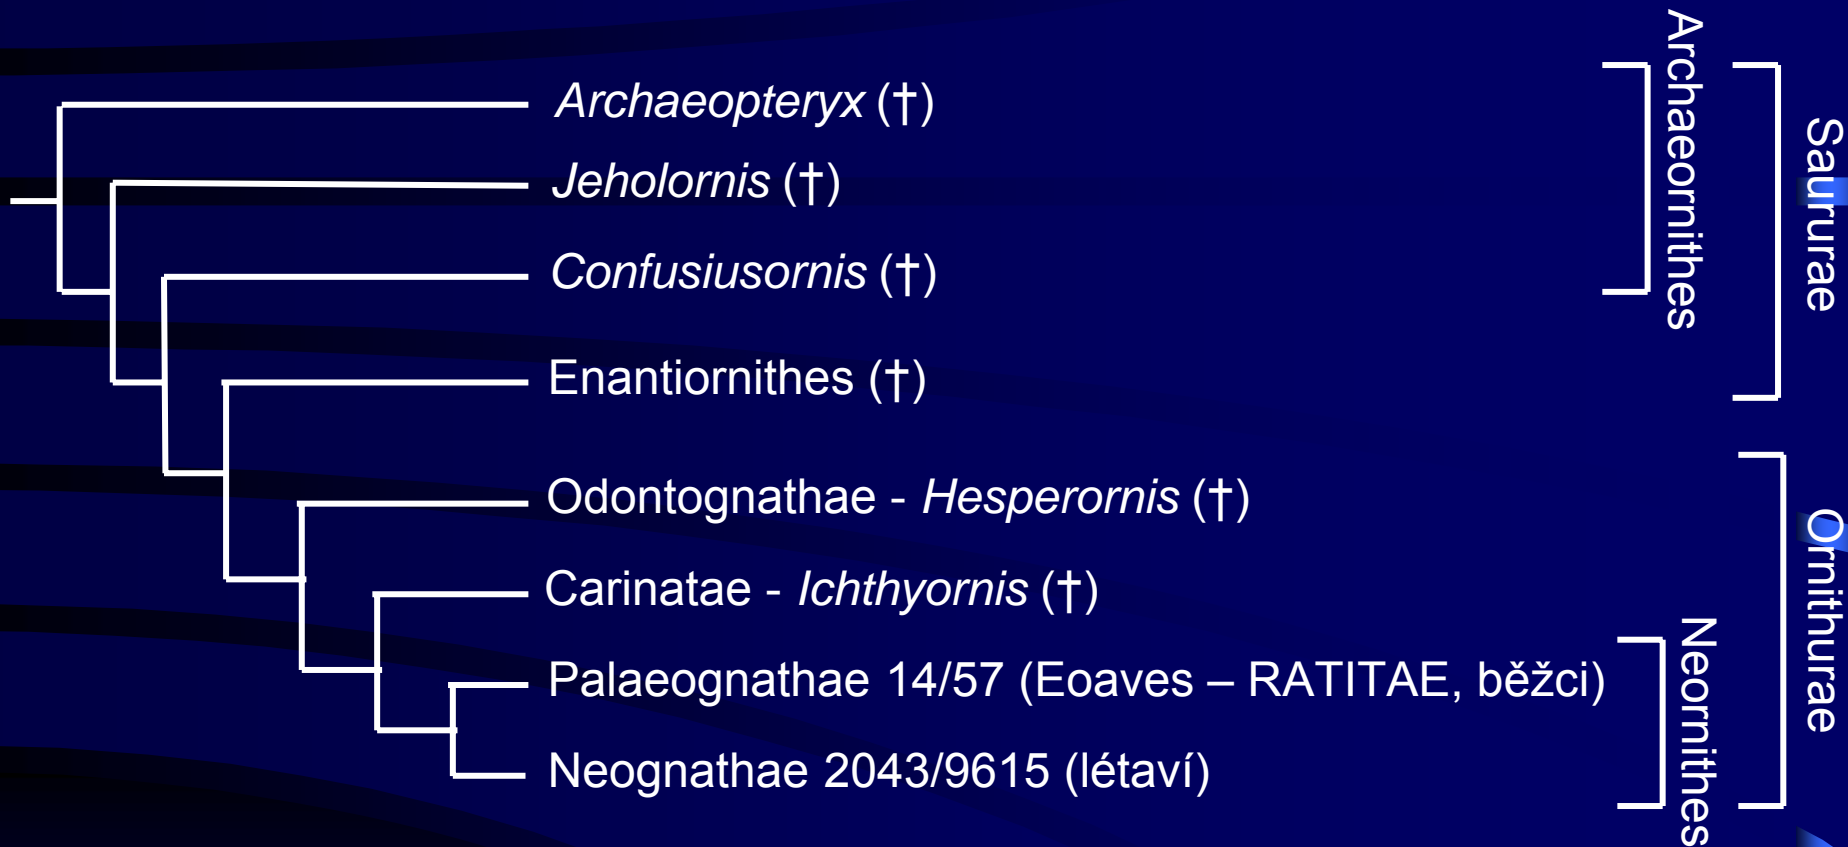 Archaeopteryx (†)
Jeholornis (†)
Confusiusornis (†)
Enantiornithes (†)
Odontognathae - Hesperornis (†)
Carinatae - Ichthyornis (†)
Palaeognathae 14/57 (Eoaves – RATITAE, běžci)
Neognathae 2043/9615 (létaví)
Archaeornithes
Saururae
Neornithes
Ornithurae